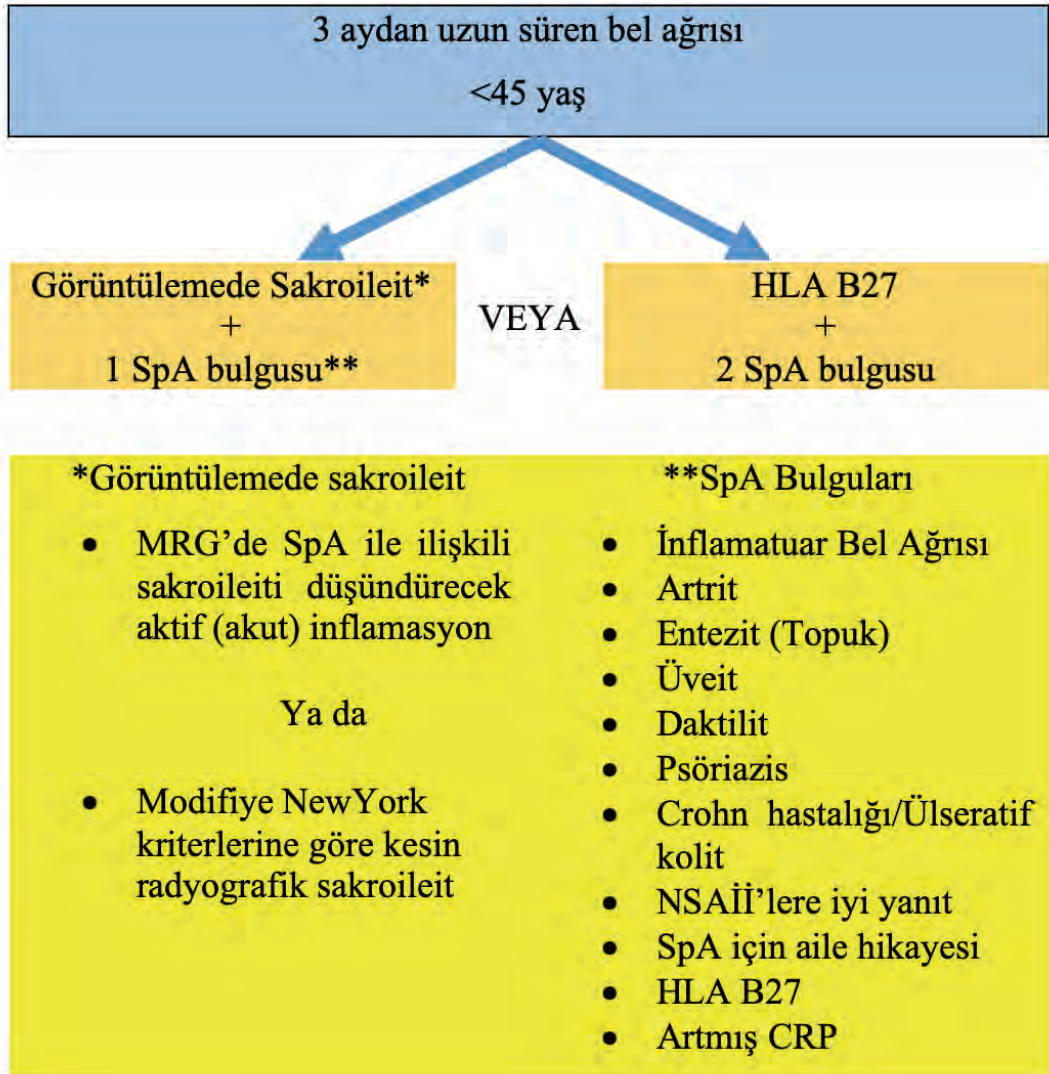 3 aydan uzun süren bel ağrısı
<45 yaş
Görüntülemede Sakroileit*
+
1 SpA bulgusu**
VEYA
HLA B27
+
2 SpA bulgusu
*Görüntülemede sakroileit
• MRG’de SpA ile ilişkili
sakroileiti düşündürecek
aktif (akut) inflamasyon
Ya da
• Modifiye NewYork
kriterlerine göre kesin
radyografik sakroileit
**SpA Bulguları
• İnflamatuar Bel Ağrısı
• Artrit
• Entezit (Topuk)
• Üveit
• Daktilit
• Psöriazis
• Crohn hastalığı/Ülseratif
kolit
• NSAİİ’lere iyi yanıt
• SpA için aile hikayesi
• HLA B27
• Artmış CRP